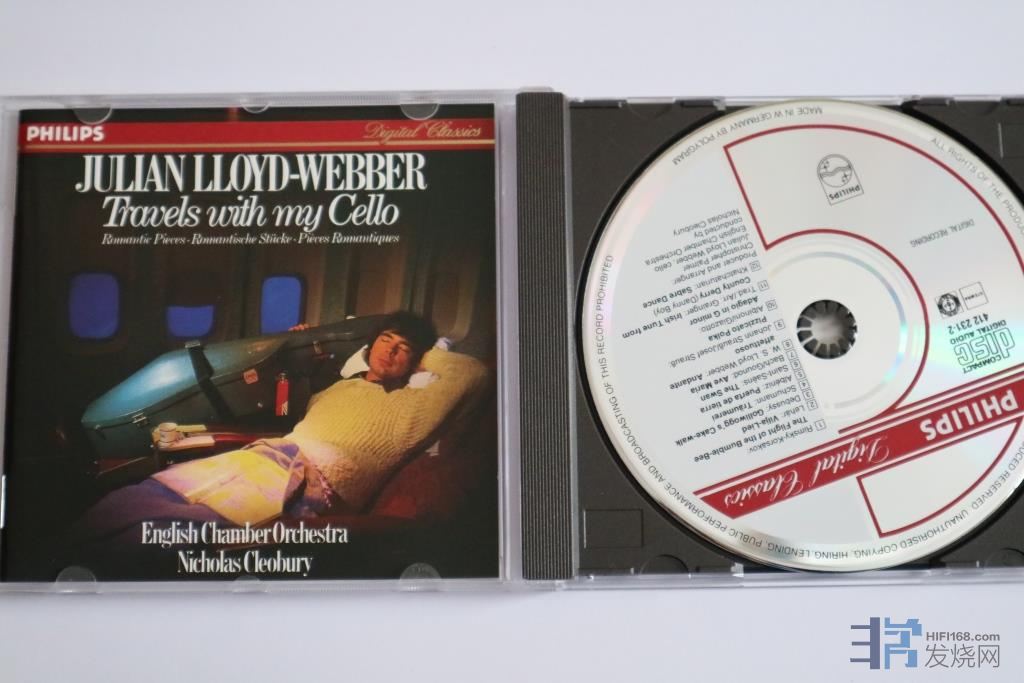 PHILIPS
Digital Classics
JULIAN LLOYD-WEBBER
Travels with my Cello
Romantic Pieces · Romantische Stücke · Pièces Romantiques
English Chamber Orchestra
Nicholas Cleobury
PHILIPS Digital Classics
COMPACT
disc
DIGITAL AUDIO
412 231-2
STEREO
1 Rimsky-Korsakov:
The Flight of the Bumble-Bee
2 Lehár: Vilja-Lied
3 Debussy: Golliwogg's Cake-walk
4 Schumann: Träumerei
5 Albéniz: Puerta de tierra
6 Saint-Saëns: The Swan
7 Bach/Gounod: Ave Maria
8 W. S. Lloyd Webber: Andante
affettuoso
9 Johann Strauß/Josef Strauß:
Pizzicato Polka
10 Albinoni/Giazotto:
Adagio in minor
11 Trad./Arr. Grainger: Irish Tune from
County Derry (Danny Boy)
12 Khatchaturian: Sabre Dance
Producer and Arranger:
Christopher Palmer
Julian Lloyd Webber, cello
English Chamber Orchestra
conducted by
Nicholas Cleobury
DIGITAL RECORDING
PHILIPS
MADE IN W. GERMANY BY POLYGRAM
ALL RIGHTS OF THE PRODUC
DUCED RESERVED. UNAUTHORISED COPYING, HIRING, LENDING, PUBLIC PERFORMANCE AND BROADCASTING OF THIS RECORD PROHIBITED
HIFI168.com
发烧网